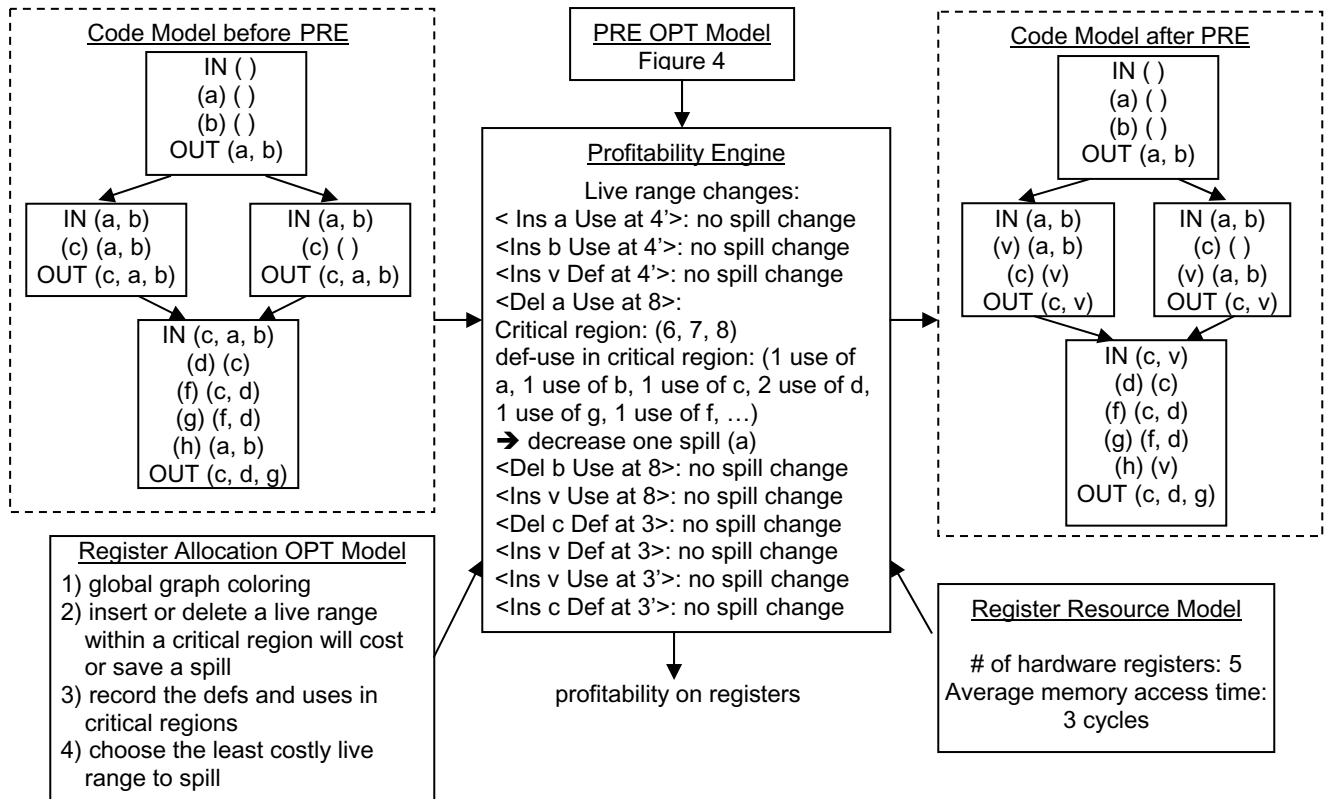 Code Model before PRE
IN ( )
(a) ( )
(b) ( )
OUT (a, b)
IN (a, b)
(c) (a, b)
OUT (c, a, b)
IN (a, b)
(c) ( )
OUT (c, a, b)
IN (c, a, b)
(d) (c)
(f) (c, d)
(g) (f, d)
(h) (a, b)
OUT (c, d, g)
Register Allocation OPT Model
1) global graph coloring
2) insert or delete a live range
within a critical region will cost
or save a spill
3) record the defs and uses in
critical regions
4) choose the least costly live
range to spill
PRE OPT Model
Figure 4
Profitability Engine
Live range changes:
< Ins a Use at 4’>: no spill change
<Ins b Use at 4’>: no spill change
<Ins v Def at 4’>: no spill change
<Del a Use at 8>:
Critical region: (6, 7, 8)
def-use in critical region: (1 use of
a, 1 use of b, 1 use of c, 2 use of d,
1 use of g, 1 use of f, …)
➔ decrease one spill (a)
<Del b Use at 8>: no spill change
<Ins v Use at 8>: no spill change
<Del c Def at 3>: no spill change
<Ins v Def at 3>: no spill change
<Ins v Use at 3’>: no spill change
<Ins c Def at 3’>: no spill change
profitability on registers
Code Model after PRE
IN ( )
(a) ( )
(b) ( )
OUT (a, b)
IN (a, b)
(v) (a, b)
(c) (v)
OUT (c, v)
IN (a, b)
(c) ( )
(v) (a, b)
OUT (c, v)
IN (c, v)
(d) (c)
(f) (c, d)
(g) (f, d)
(h) (v)
OUT (c, d, g)
Register Resource Model
# of hardware registers: 5
Average memory access time:
3 cycles